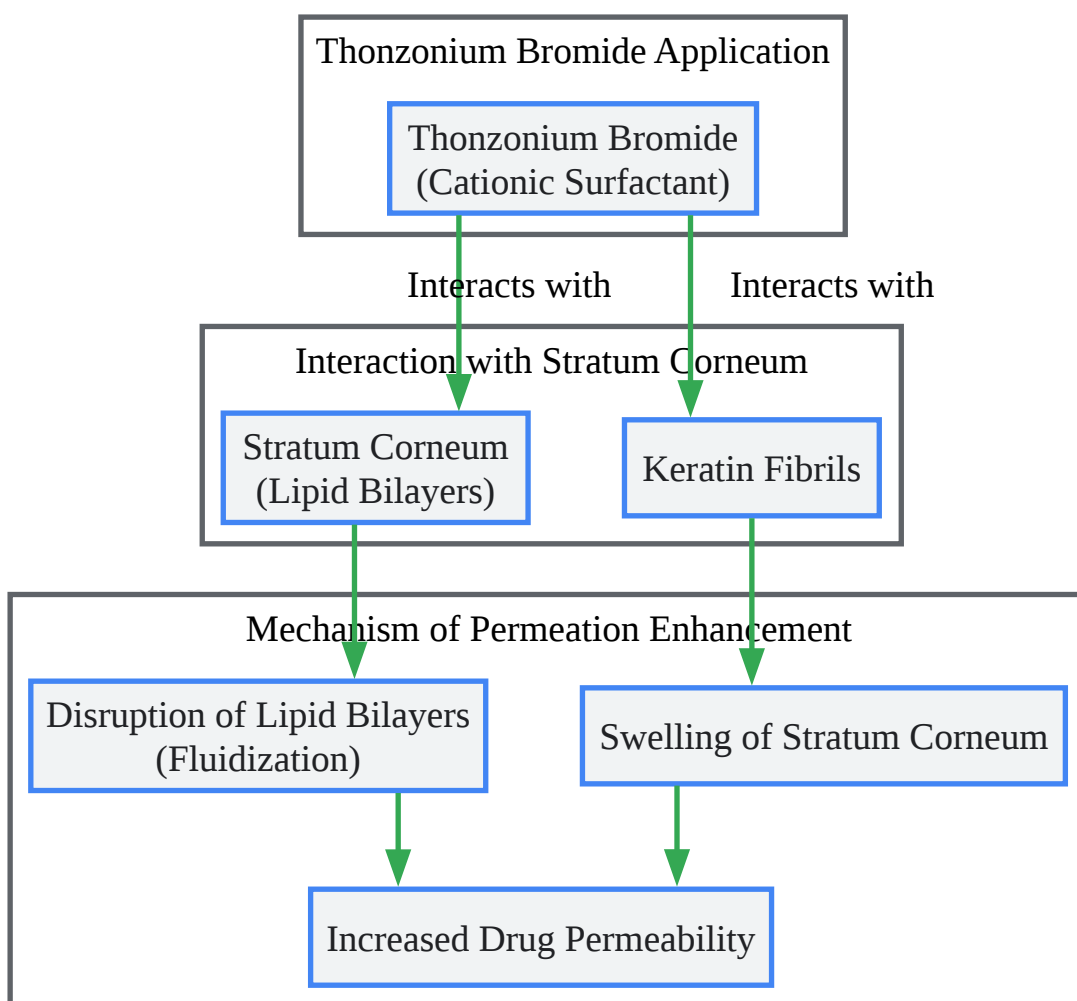 Thonzonium Bromide Application
Thonzonium Bromide
(Cationic Surfactant)
Interacts with
Interacts with
Interaction with Stratum Corneum
Stratum Corneum
(Lipid Bilayers)
Keratin Fibrils
Mechanism of Permeation Enhancement
Disruption of Lipid Bilayers
(Fluidization)
Swelling of Stratum Corneum
Increased Drug Permeability